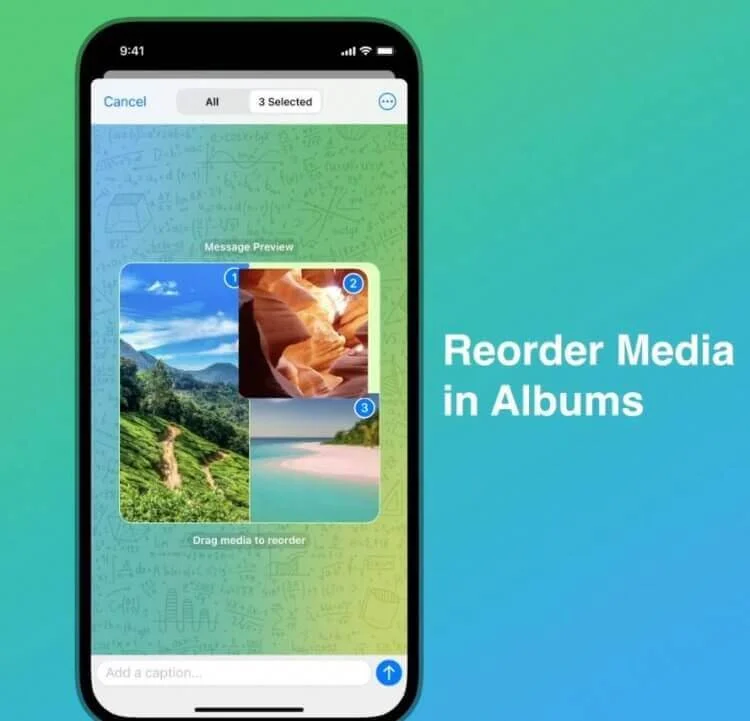 9:41
Cancel
All
3 Selected
Message Preview
1
2
3
Drag media to reorder
Add a caption...
Reorder Media
in Albums